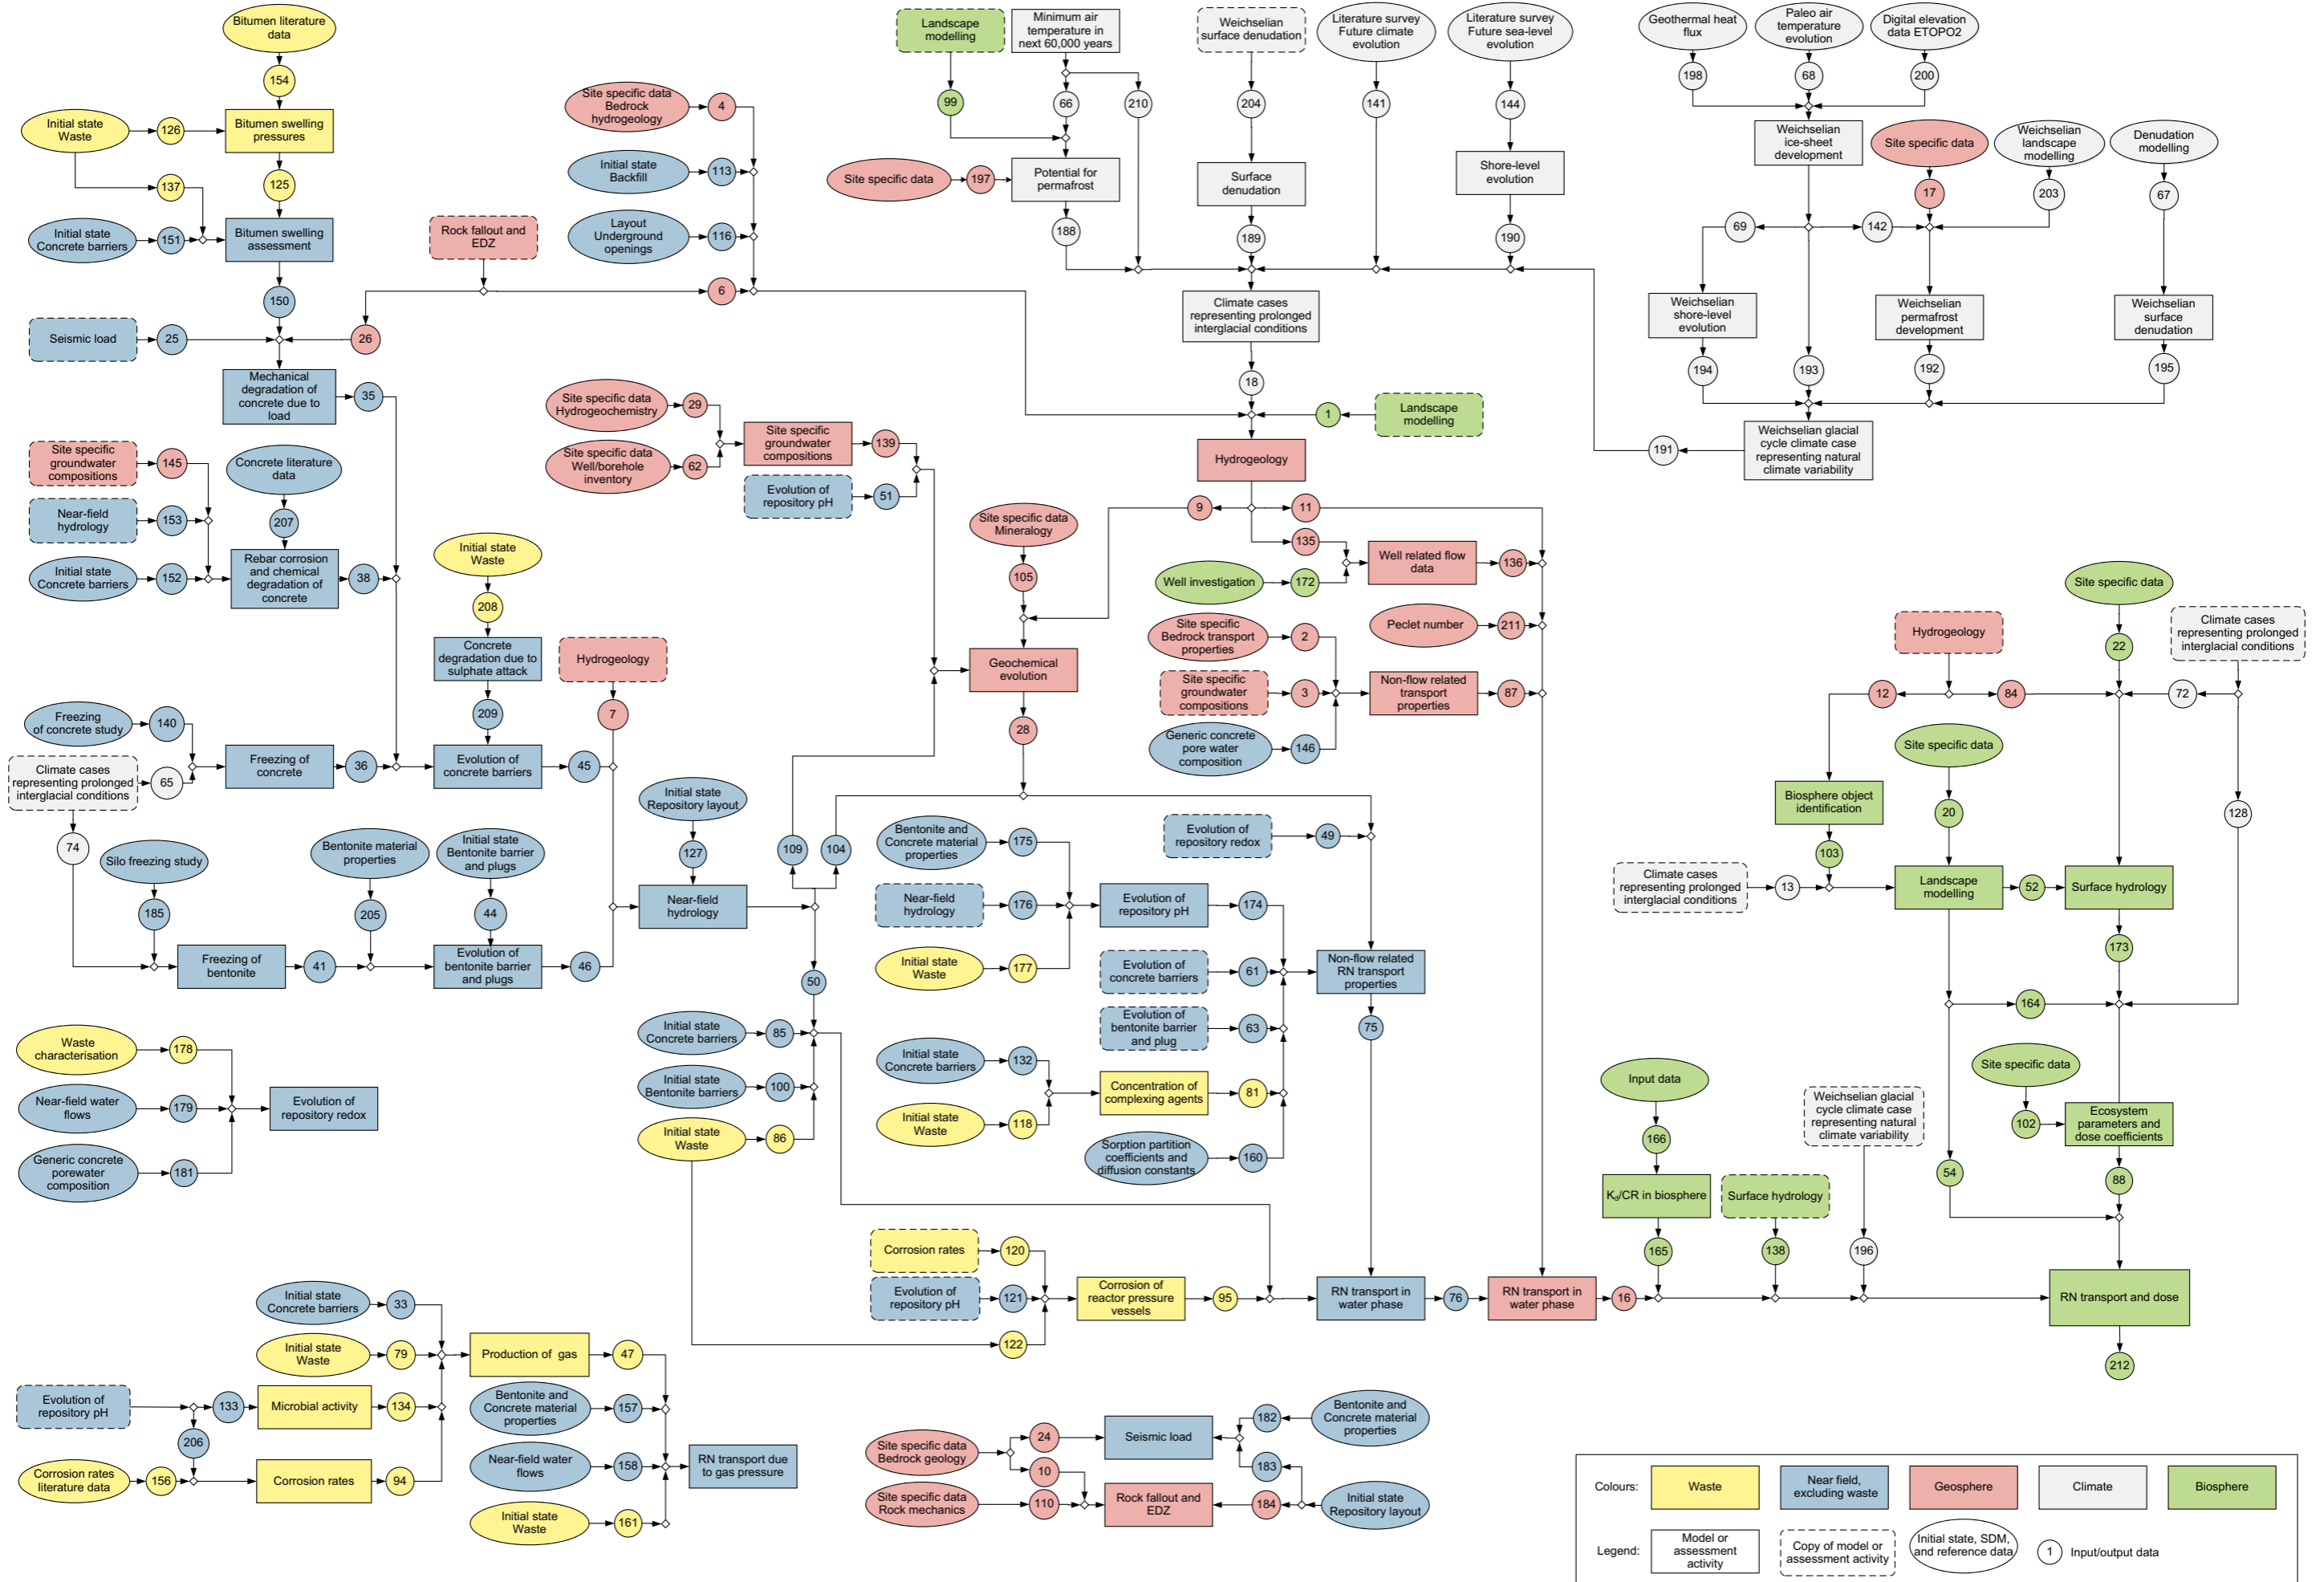 Bitumen literature
data
154
Initial state
Waste
126
Bitumen swelling
pressures
137
125
Initial state
Concrete barriers
151
Bitumen swelling
assessment
150
Seismic load
25
26
Rock fallout and
EDZ
6
Mechanical
degradation of
concrete due to
load
35
Site specific
groundwater
compositions
145
Concrete literature
data
Near-field
hydrology
153
207
Initial state
Concrete barriers
152
Rebar corrosion
and chemical
degradation of
concrete
38
Initial state
Waste
208
Concrete
degradation due to
sulphate attack
209
Hydrogeology
7
Freezing
of concrete study
140
Climate cases
representing prolonged
interglacial conditions
65
Freezing of
concrete
36
Evolution of
concrete barriers
45
74
Silo freezing study
185
Bentonite material
properties
205
Initial state
Bentonite barrier
and plugs
44
Freezing of
bentonite
41
Evolution of
bentonite barrier
and plugs
46
Initial state
Repository layout
127
Near-field
hydrology
109
104
50
Site specific data
Bedrock
hydrogeology
4
Initial state
Backfill
113
Layout
Underground
openings
116
Landscape
modelling
99
Minimum air
temperature in
next 60,000 years
66
210
Site specific data
197
Potential for
permafrost
188
Weichselian
surface denudation
204
Surface
denudation
189
Literature survey
Future climate
evolution
141
Literature survey
Future sea-level
evolution
144
Shore-level
evolution
190
Climate cases
representing prolonged
interglacial conditions
18
1
Landscape
modelling
Geothermal heat
flux
198
Paleo air
temperature
evolution
68
Digital elevation
data ETOPO2
200
Weichselian
ice-sheet
development
Site specific data
17
Weichselian
landscape
modelling
203
Denudation
modelling
67
69
142
Weichselian
shore-level
evolution
194
193
Weichselian
permafrost
development
192
Weichselian
surface
denudation
195
Weichselian glacial
cycle climate case
representing natural
climate variability
191
Site specific data
Hydrogeochemistry
29
Site specific data
Well/borehole
inventory
62
Site specific
groundwater
compositions
139
Evolution of
repository pH
51
Hydrogeology
9
11
Site specific data
Mineralogy
105
135
Well related flow
data
136
Well investigation
172
Geochemical
evolution
28
Site specific
Bedrock transport
properties
2
Peclet number
211
Site specific
groundwater
compositions
3
Non-flow related
transport
properties
87
Generic concrete
pore water
composition
146
Bentonite and
Concrete material
properties
175
Evolution of
repository redox
49
Near-field
hydrology
176
Evolution of
repository pH
174
Initial state
Waste
177
Evolution of
concrete barriers
61
Non-flow related
RN transport
properties
Evolution of
bentonite barrier
and plug
63
75
Initial state
Concrete barriers
132
Concentration of
complexing agents
81
Initial state
Waste
118
Sorption partition
coefficients and
diffusion constants
160
Initial state
Concrete barriers
85
Initial state
Bentonite barriers
100
Initial state
Waste
86
Waste
characterisation
178
Near-field water
flows
179
Evolution of
repository redox
Generic concrete
porewater
composition
181
Corrosion rates
120
Evolution of
repository pH
121
Corrosion of
reactor pressure
vessels
95
122
RN transport in
water phase
76
RN transport in
water phase
16
Site specific data
22
Hydrogeology
12
84
Climate cases
representing prolonged
interglacial conditions
72
Site specific data
20
Biosphere object
identification
103
128
Climate cases
representing prolonged
interglacial conditions
13
Landscape
modelling
52
Surface hydrology
173
164
Site specific data
102
Ecosystem
parameters and
dose coefficients
54
88
Input data
166
Kd/CR in biosphere
165
Surface hydrology
138
Weichselian glacial
cycle climate case
representing natural
climate variability
196
RN transport and dose
212
Initial state
Concrete barriers
33
Initial state
Waste
79
Production of gas
47
Evolution of
repository pH
133
Microbial activity
134
206
Corrosion rates
literature data
156
Corrosion rates
94
Bentonite and
Concrete material
properties
157
Near-field water
flows
158
RN transport due
to gas pressure
Initial state
Waste
161
Site specific data
Bedrock geology
24
10
Seismic load
182
Bentonite and
Concrete material
properties
183
Site specific data
Rock mechanics
110
Rock fallout and
EDZ
184
Initial state
Repository layout
Colours:
Waste
Near field,
excluding waste
Geosphere
Climate
Biosphere
Legend:
Model or
assessment
activity
Copy of model or
assessment activity
Initial state, SDM,
and reference data
1
Input/output data